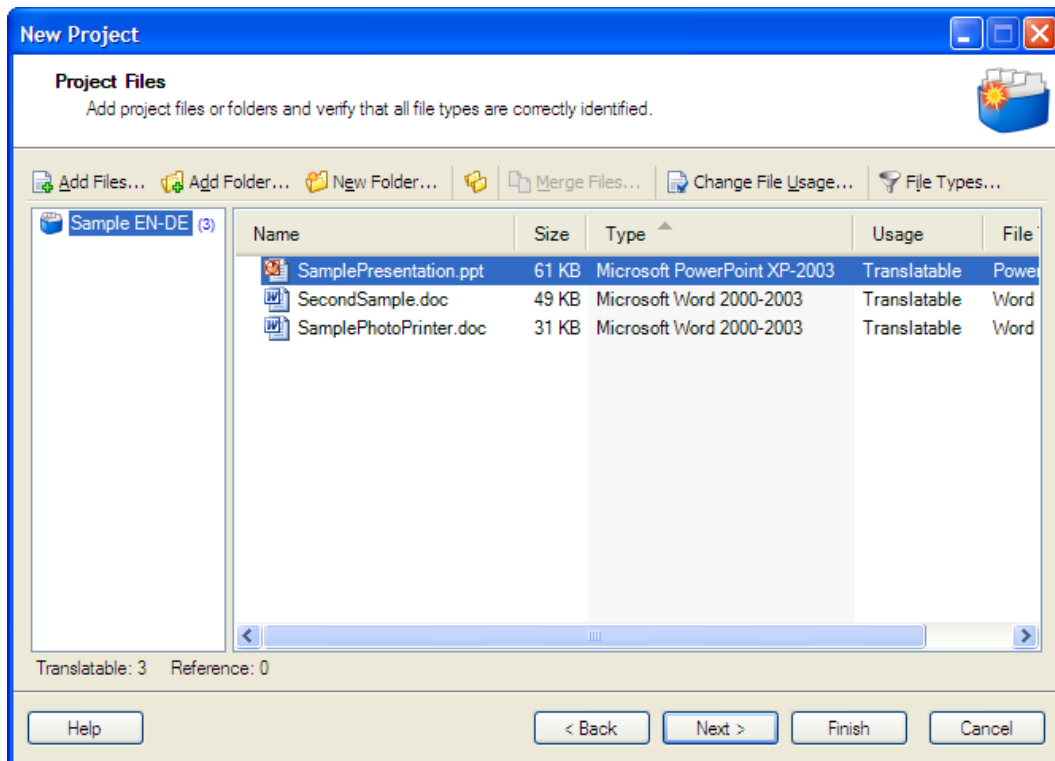 New Project
Project Files
Add project files or folders and verify that all file types are correctly identified.
Add Files... Add Folder... New Folder... Merge Files... Change File Usage... File Types...
Sample EN-DE (3)
Name Size Type Usage File
SamplePresentation.ppt 61 KB Microsoft PowerPoint XP-2003 Translatable Power
SecondSample.doc 49 KB Microsoft Word 2000-2003 Translatable Word
SamplePhotoPrinter.doc 31 KB Microsoft Word 2000-2003 Translatable Word
Translatable: 3 Reference: 0
Help < Back Next > Finish Cancel